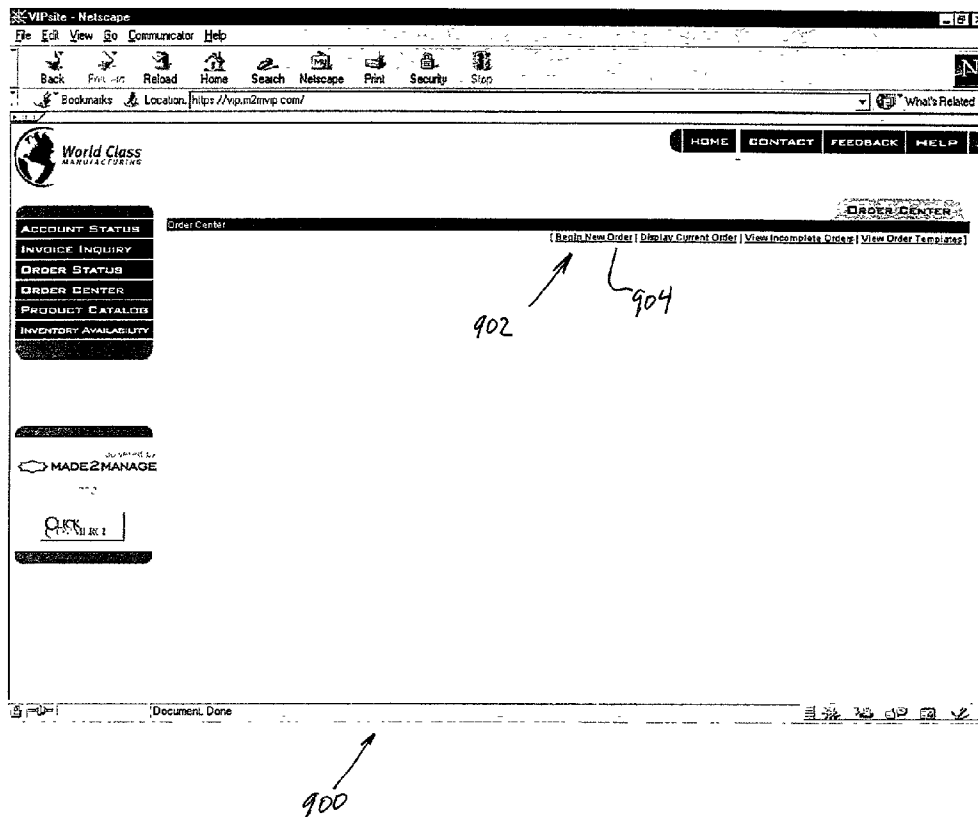 VIPsite - Netscape
File Edit View Go Communicator Help
Back Reload Home Search Netscape Print Security Stop
Bookmarks Location: https://vip.m2mvip.com/ What's Related
World Class
MANUFACTURING
HOME CONTACT FEEDBACK HELP
ORDER CENTER
Order Center
[ Begin New Order | Display Current Order | View Incomplete Orders | View Order Templates ]
ACCOUNT STATUS
INVOICE INQUIRY
ORDER STATUS
ORDER CENTER
PRODUCT CATALOG
INVENTORY AVAILABILITY
902
904
powered by
MADE2MANAGE
Document: Done
900